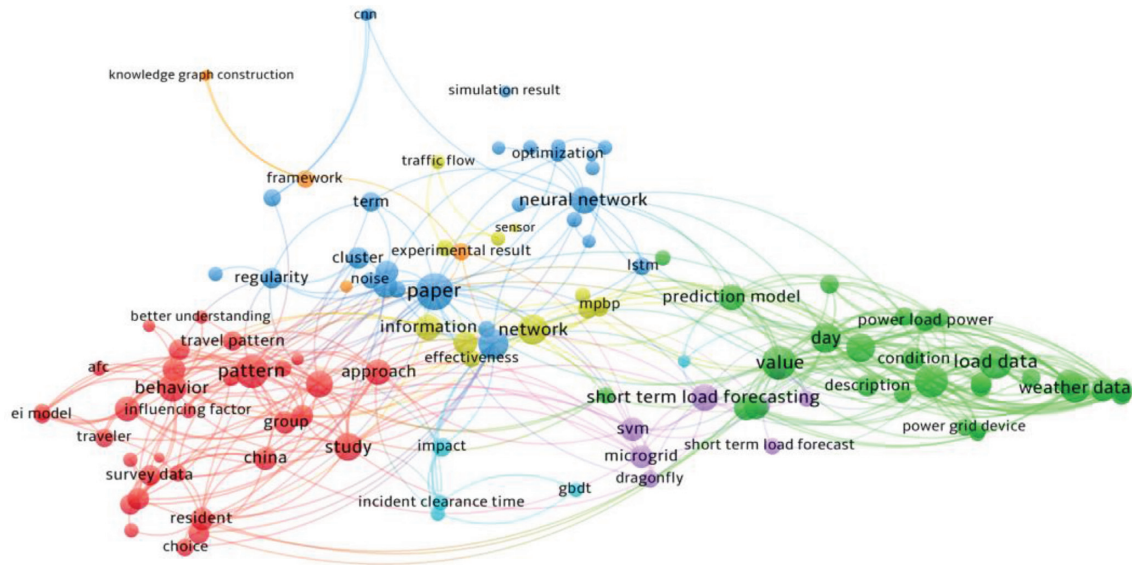 cnn
knowledge graph construction
simulation result
optimization
traffic flow
framework
neural network
term
sensor
experimental result
cluster
lstm
regularity
noise
paper
prediction model
mpbp
better understanding
information
network
power load power
travel pattern
day
effectiveness
condition
load data
value
afc
pattern
approach
behavior
description
weather data
short term load forecasting
ei model
influencing factor
group
svm
power grid device
traveler
study
impact
short term load forecast
china
microgrid
survey data
dragonfly
gbdt
incident clearance time
resident
choice